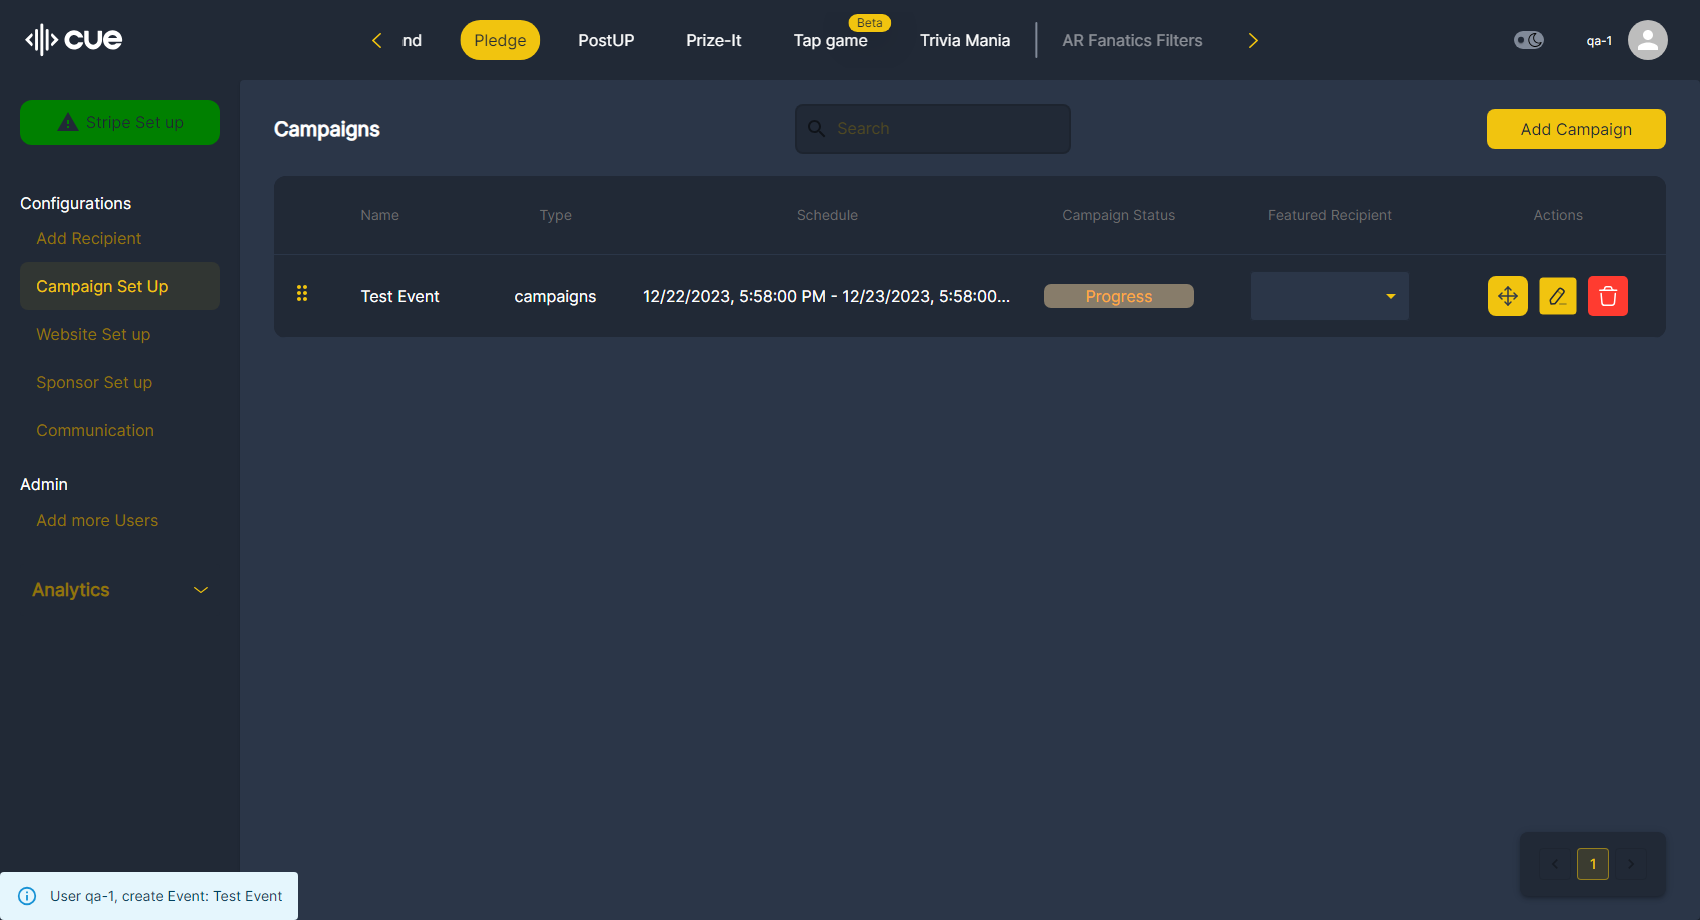 cue
nd
Pledge
PostUP
Prize-It
Tap game
Beta
Trivia Mania
AR Fanatics Filters
qa-1
Stripe Set up
Configurations
Add Recipient
Campaign Set Up
Website Set up
Sponsor Set up
Communication
Admin
Add more Users
Analytics
Campaigns
Search
Add Campaign
Name Type Schedule Campaign Status Featured Recipient Actions
Test Event campaigns 12/22/2023, 5:58:00 PM - 12/23/2023, 5:58:00... Progress
1
User qa-1, create Event: Test Event